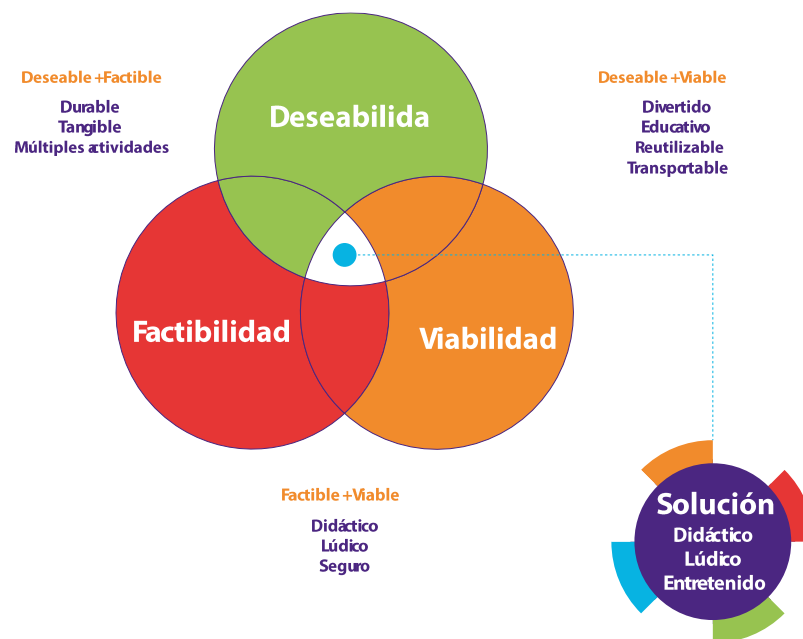 Deseable +Factible
Durable
Tangible
Múltiples actividades
Deseabilida
Deseable +Viable
Divertido
Educativo
Reutilizable
Transportable
Factibilidad
Viabilidad
Factible +Viable
Didáctico
Lúdico
Seguro
Solución
Didáctico
Lúdico
Entretenido